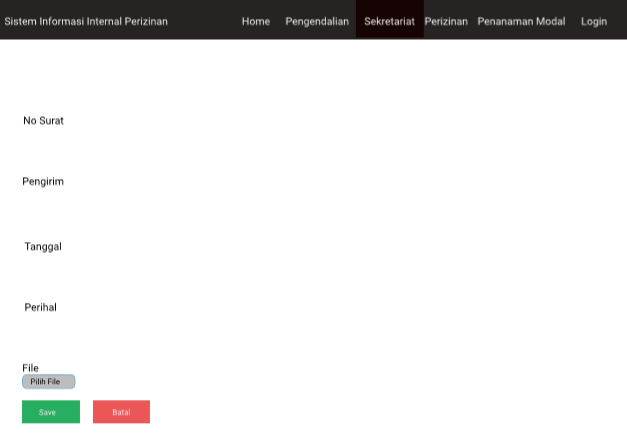 Sistem Informasi Internal Perizinan Home Pengendalian Sekretariat Perizinan Penanaman Modal Login
No Surat
Pengirim
Tanggal
Perihal
File
Pilih File
Save Batal